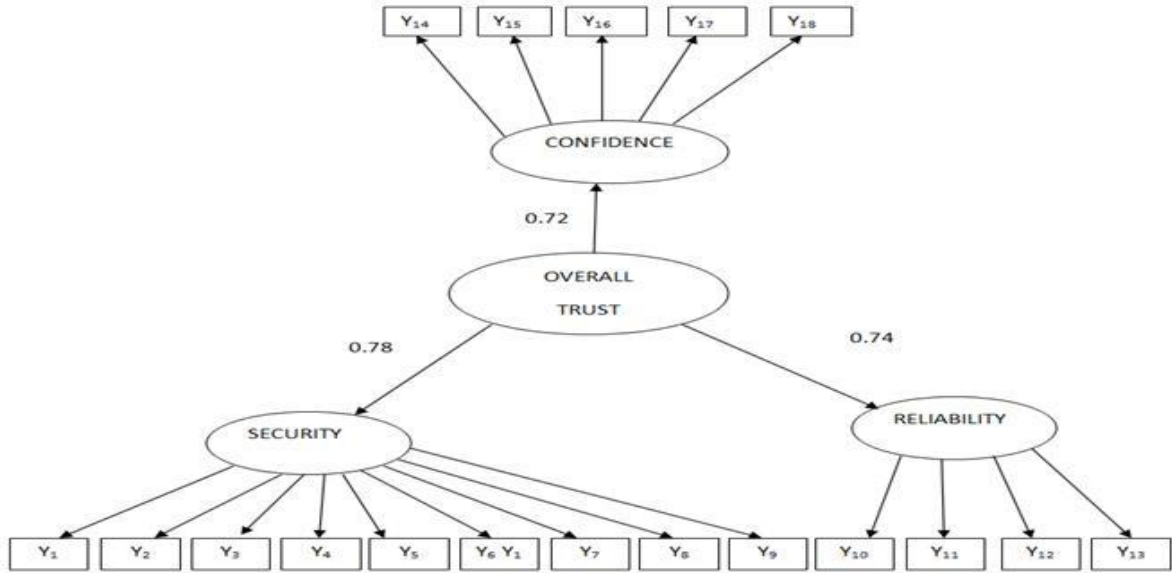 Y₁₄ Y₁₅ Y₁₆ Y₁₇ Y₁₈
CONFIDENCE
0.72
OVERALL
TRUST
0.78
0.74
SECURITY
RELIABILITY
Y₁ Y₂ Y₃ Y₄ Y₅ Y₆ Y₁ Y₇ Y₈ Y₉ Y₁₀ Y₁₁ Y₁₂ Y₁₃